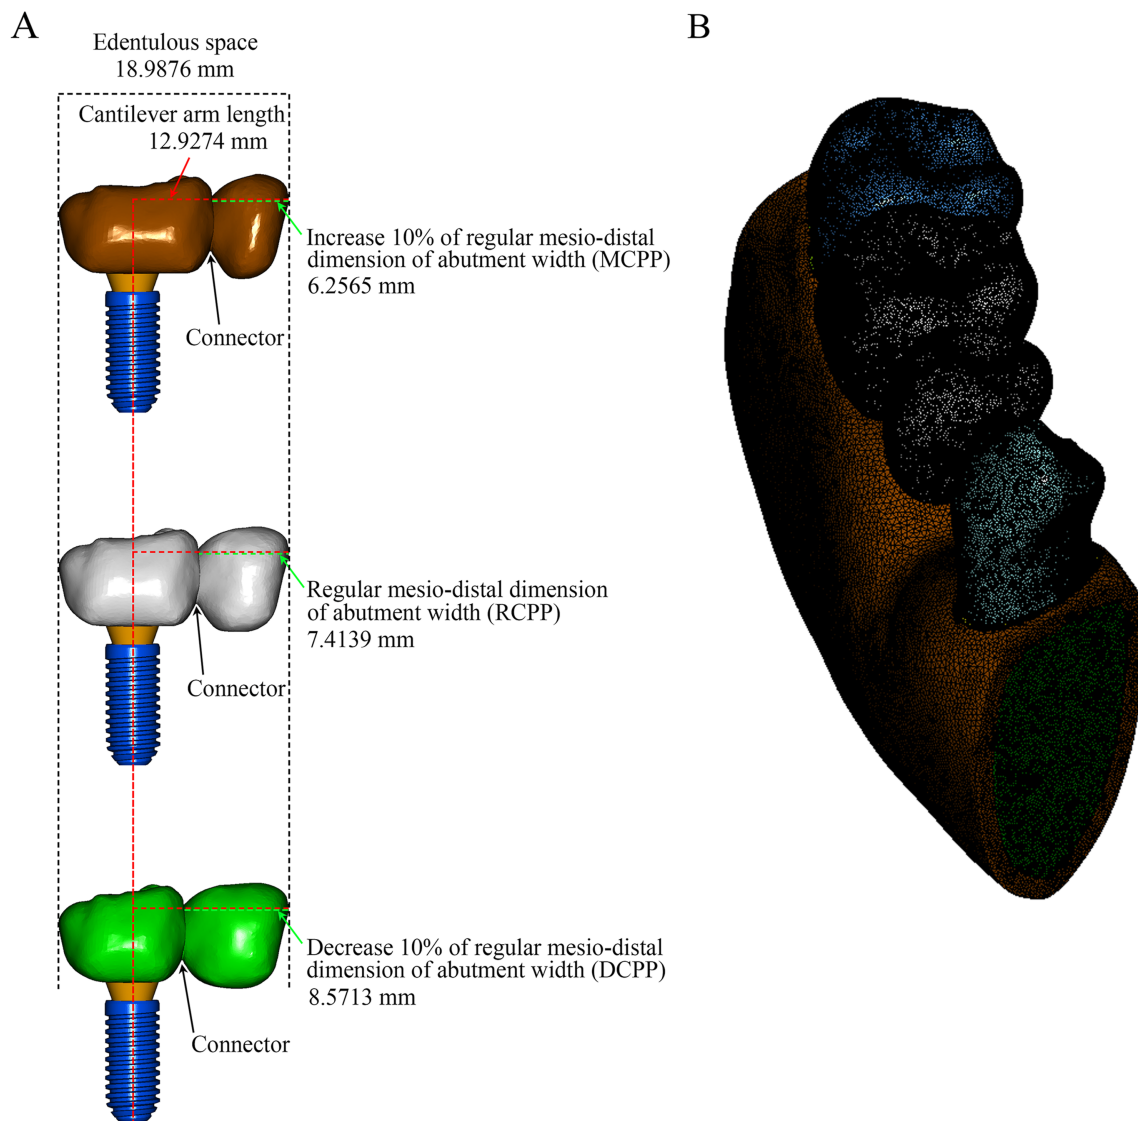 A
B
Edentulous space
18.9876 mm
Cantilever arm length
12.9274 mm
Increase 10% of regular mesio-distal
dimension of abutment width (MCPP)
6.2565 mm
Connector
Regular mesio-distal dimension
of abutment width (RCPP)
7.4139 mm
Connector
Decrease 10% of regular mesio-distal
dimension of abutment width (DCPP)
8.5713 mm
Connector